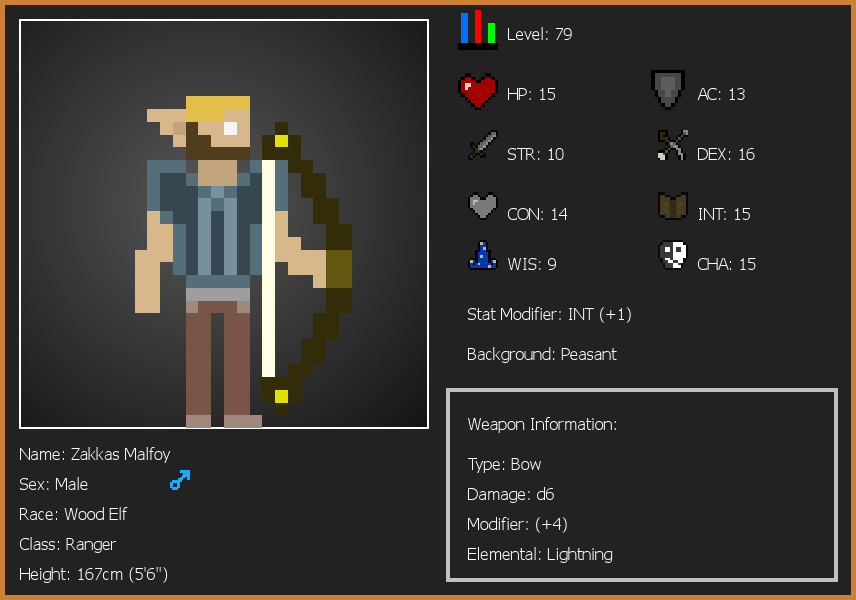 Level: 79
HP: 15
AC: 13
STR: 10
DEX: 16
CON: 14
INT: 15
WIS: 9
CHA: 15
Stat Modifier: INT (+1)
Background: Peasant
Weapon Information:
Type: Bow
Damage: d6
Modifier: (+4)
Elemental: Lightning
Name: Zakkas Malfoy
Sex: Male
Race: Wood Elf
Class: Ranger
Height: 167cm (5'6")